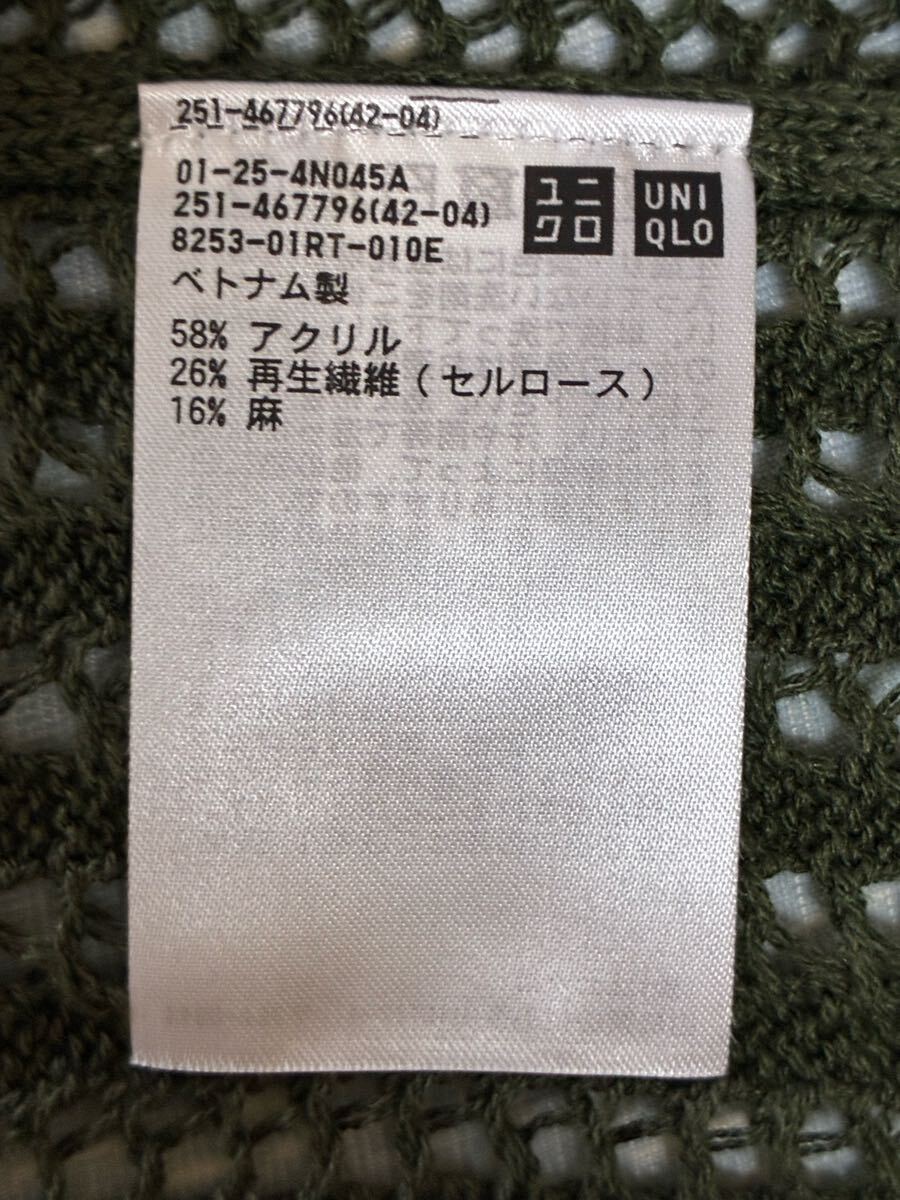 251-467796(42-04)
01-25-4N045A
251-467796(42-04)
8253-01RT-010E
ユニ
クロ
UNI
QLO
ベトナム製
58% アクリル
26% 再生繊維 ( セルロース )
16% 麻